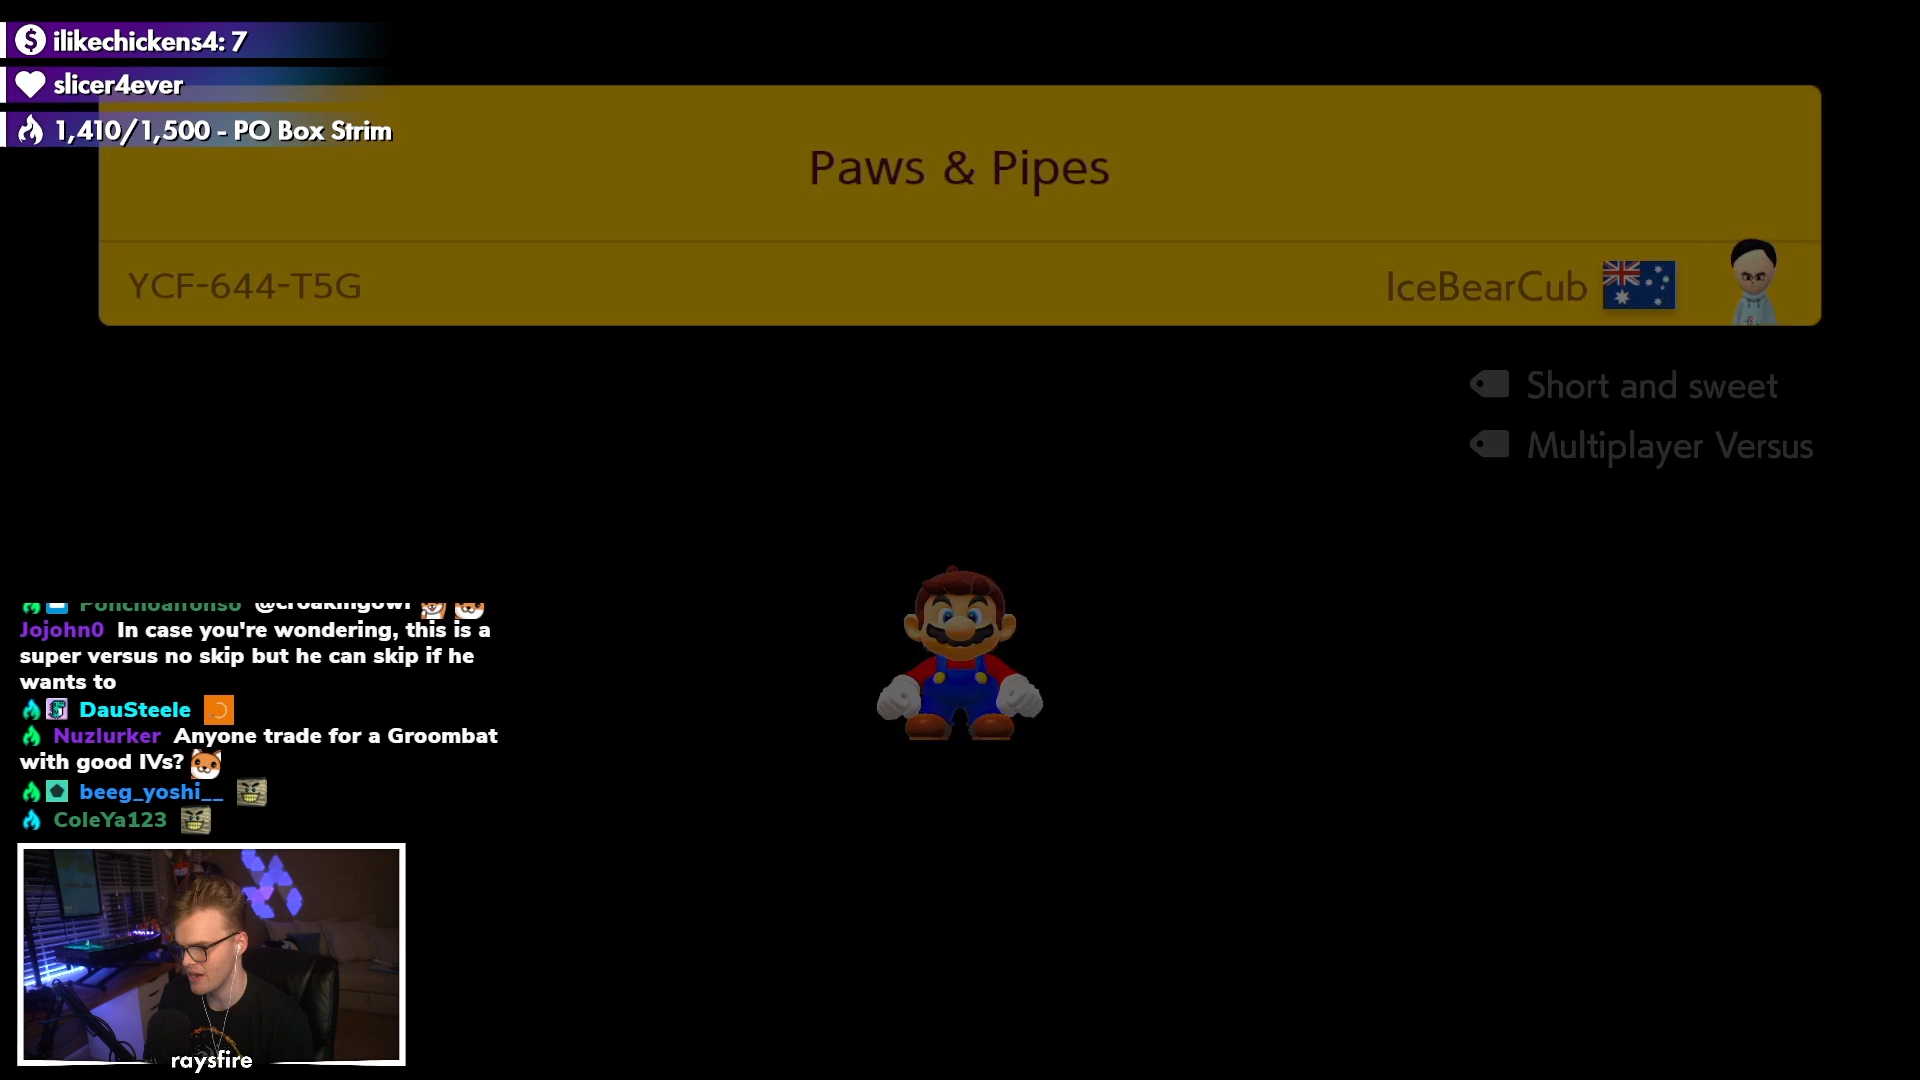 ilikechickens4: 7
slicer4ever
1,410/1,500 - PO Box Strim
Paws & Pipes
YCF-644-T5G
IceBearCub
Short and sweet
Multiplayer Versus
Ponchoalfonso @croakingowl
Jojohn0 In case you're wondering, this is a
super versus no skip but he can skip if he
wants to
DauSteele
Nuzlurker Anyone trade for a Groombat
with good IVs?
beeg_yoshi__
ColeYa123
raysfire